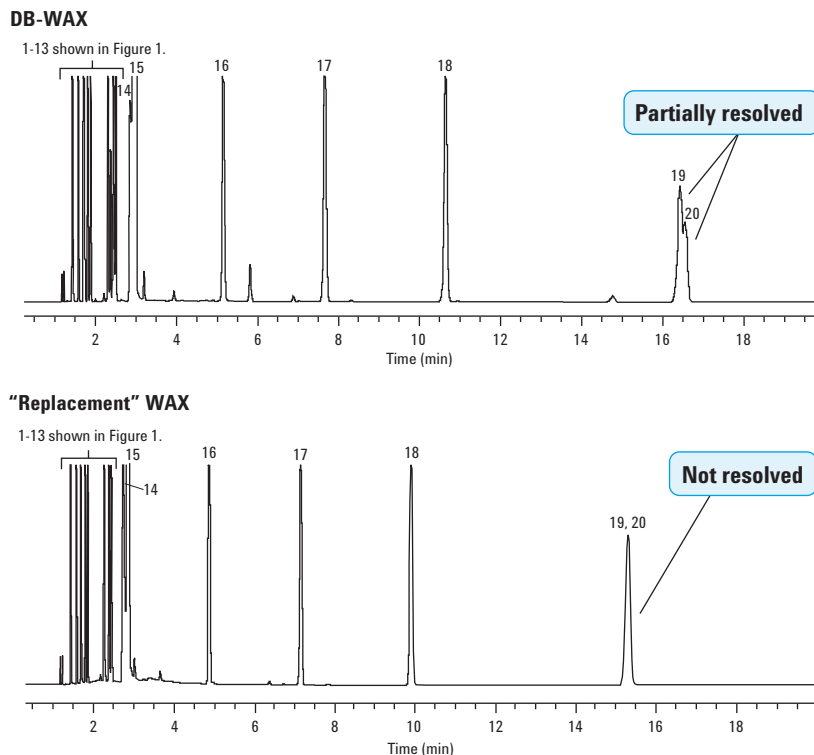 DB-WAX
1-13 shown in Figure 1.
15
14
16
17
18
Partially resolved
19
20
2 4 6 8 10 12 14 16 18
Time (min)
“Replacement” WAX
1-13 shown in Figure 1.
15
14
16
17
18
Not resolved
19, 20
2 4 6 8 10 12 14 16 18
Time (min)